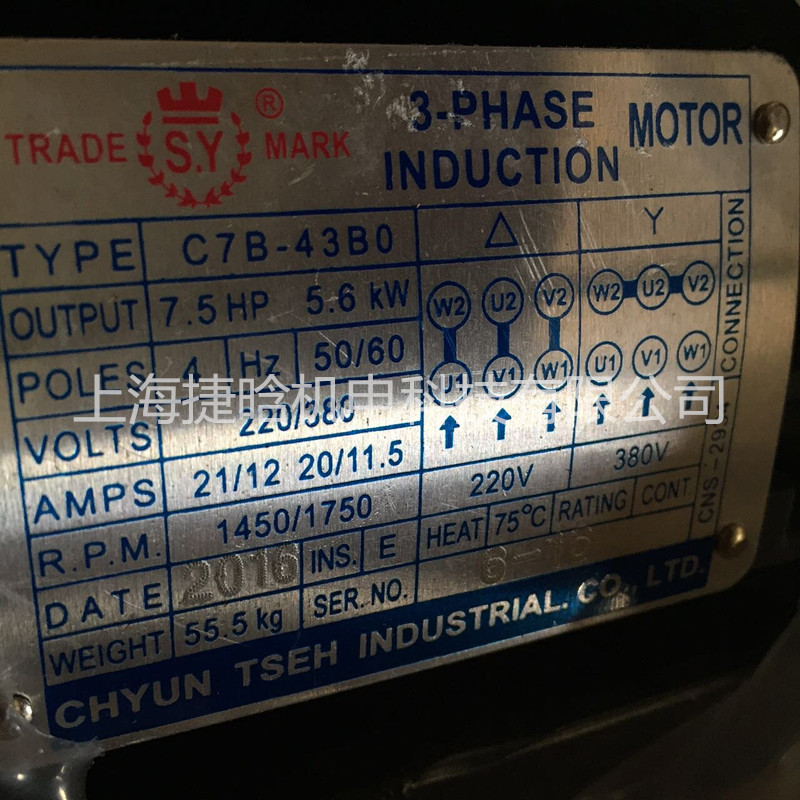 TRADE S.Y ® MARK 3-PHASE INDUCTION MOTOR
TYPE C7B-43B0 △ Y
OUTPUT 7.5 HP 5.6 kW
POLES 4 Hz 50/60
VOLTS 220/380
AMPS 21/12 20/11.5
R.P.M. 1450/1750
DATE 2016 INS. E
WEIGHT 55.5 kg SER. NO.
W2 U2 V2
U1 V1 W1
220V
W2 U2 V2
U1 V1 W1
380V
HEAT 75°C RATING CONT.
CONNECTION
CHYUN TSEH INDUSTRIAL. CO., LTD.
上海捷晗机电科技有限公司